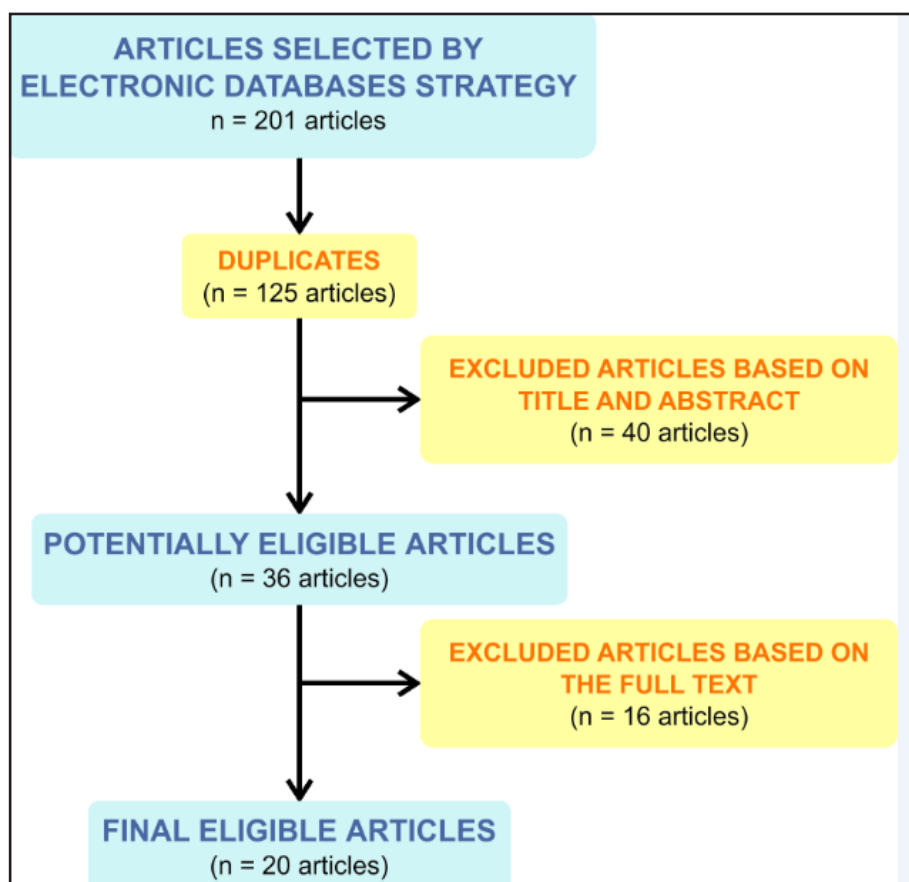 ARTICLES SELECTED BY
ELECTRONIC DATABASES STRATEGY
n = 201 articles
DUPLICATES
(n = 125 articles)
EXCLUDED ARTICLES BASED ON
TITLE AND ABSTRACT
(n = 40 articles)
POTENTIALLY ELIGIBLE ARTICLES
(n = 36 articles)
EXCLUDED ARTICLES BASED ON
THE FULL TEXT
(n = 16 articles)
FINAL ELIGIBLE ARTICLES
(n = 20 articles)